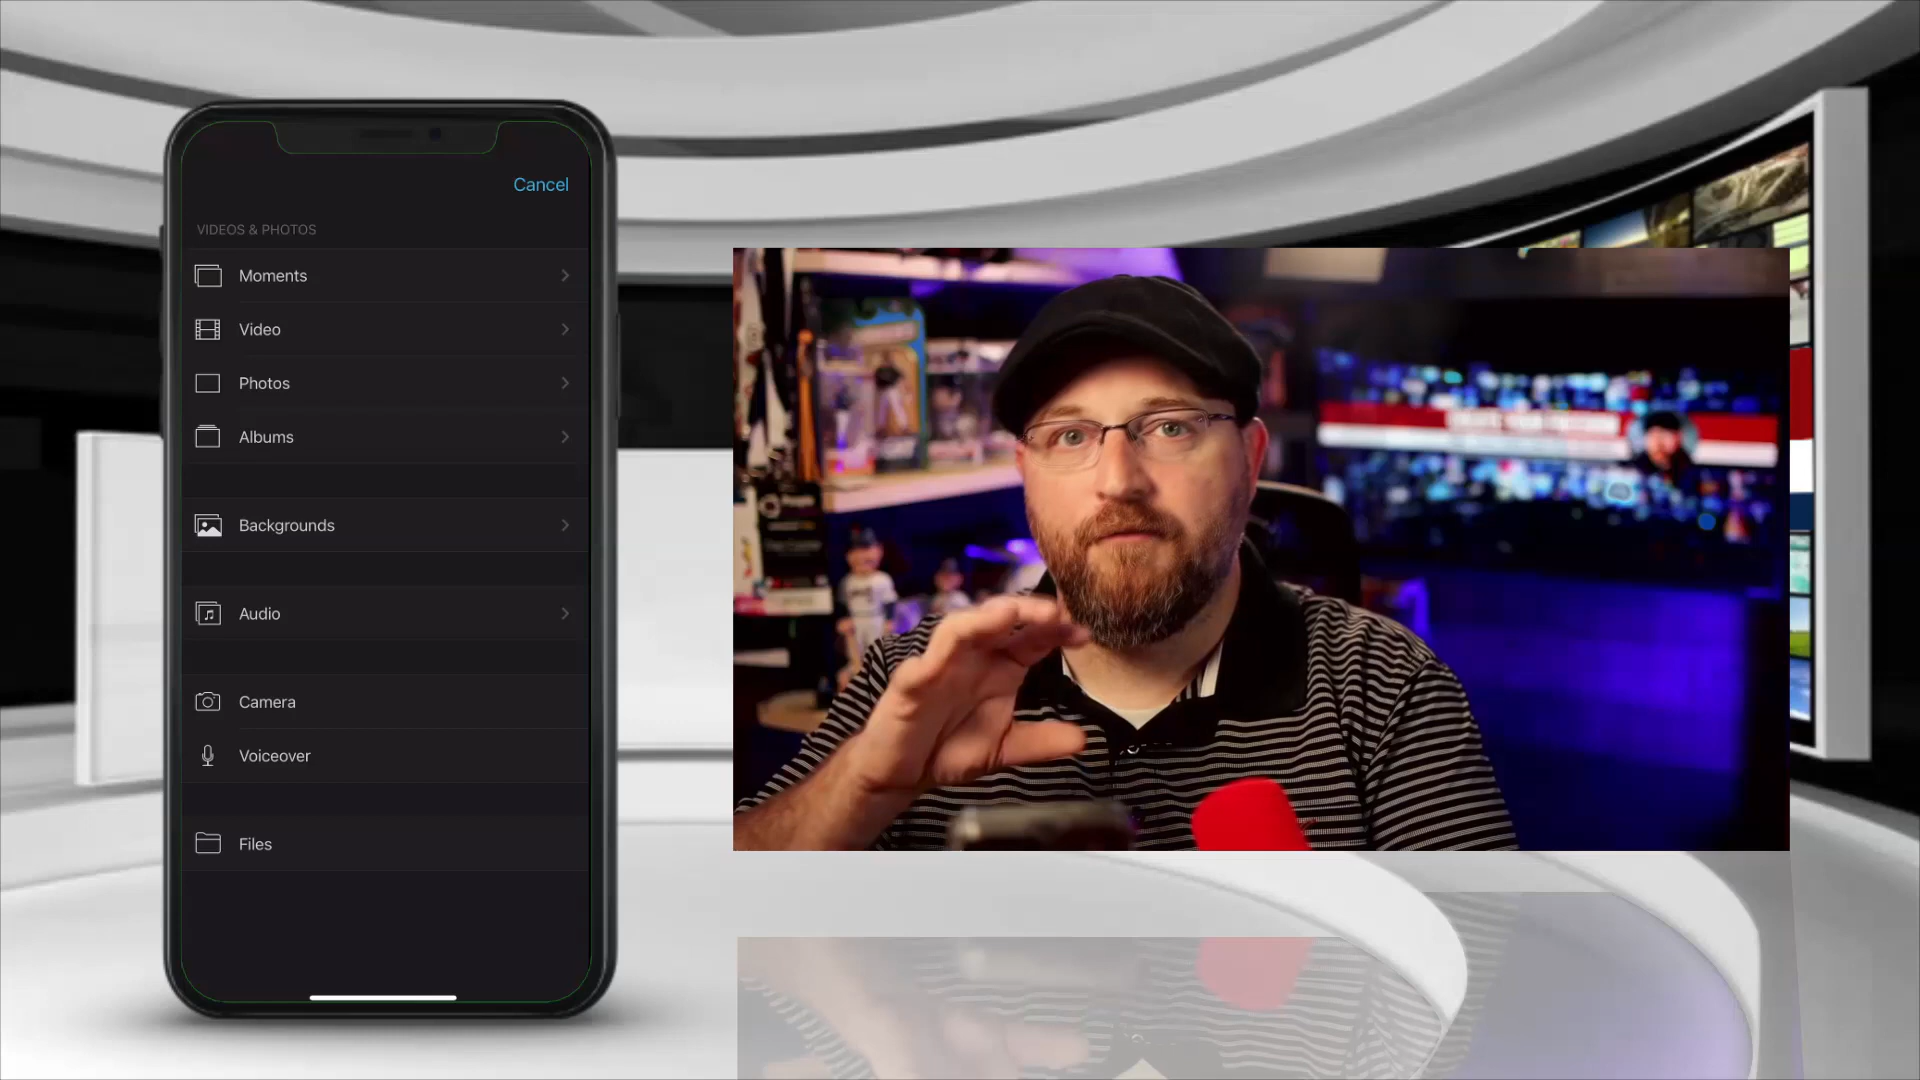 Cancel
VIDEOS & PHOTOS
Moments
Video
Photos
Albums
Backgrounds
Audio
Camera
Voiceover
Files